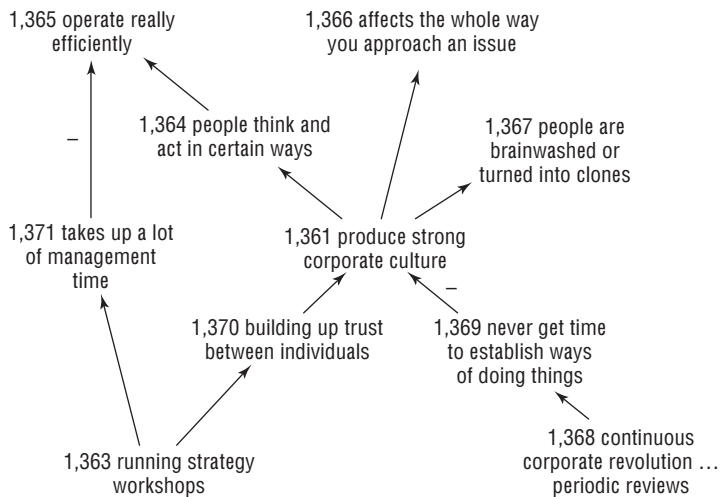 1,365 operate really
efficiently
1,366 affects the whole way
you approach an issue
1,364 people think and
act in certain ways
1,367 people are
brainwashed or
turned into clones
–
1,371 takes up a lot
of management
time
1,361 produce strong
corporate culture
–
1,370 building up trust
between individuals
1,369 never get time
to establish ways
of doing things
1,363 running strategy
workshops
1,368 continuous
corporate revolution ...
periodic reviews